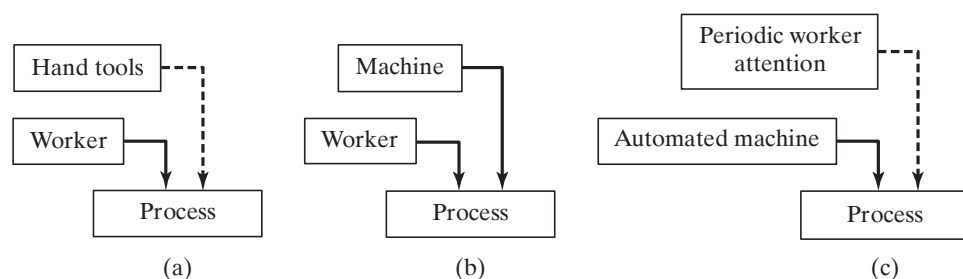 Hand tools
Worker
Process
(a)
Machine
Worker
Process
(b)
Periodic worker
attention
Automated machine
Process
(c)